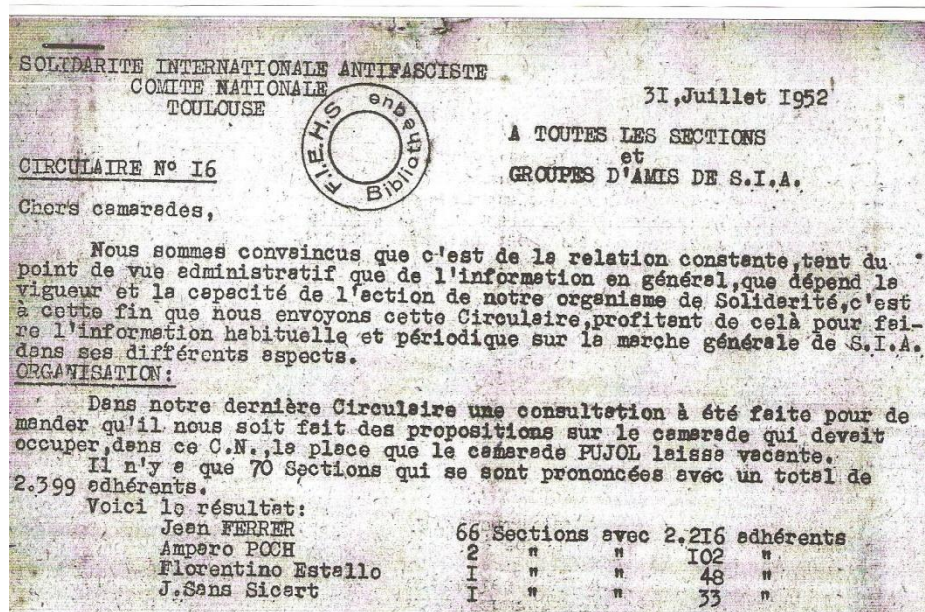 SOLIDARITE INTERNATIONALE ANTIFASCISTE
COMITE NATIONALE
TOULOUSE
F.I.E.H.S
Bibliothèque
31,Juillet I952
A TOUTES LES SECTIONS
et
GROUPES D'AMIS DE S.I.A.
CIRCULAIRE Nº I6
Chers camarades,
Nous sommes convaincus que c'est de la relation constante,tant du
point de vue administratif que de l'information en général,que dépend la
vigueur et la capacité de l'action de notre organisme de Solidarité,c'est
à cette fin que nous envoyons cette Circulaire,profitant de celà pour fai-
re l'information habituelle et périodique sur la marche générale de S.I.A.
dans ses différents aspects.
ORGANISATION:
Dans notre dernière Circulaire une consultation à été faite pour de
mander qu'il nous soit fait des propositions sur le camarade qui devait
occuper,dans ce C.N.,la place que le camarade PUJOL laissa vacante.
Il n'y a que 70 Sections qui se sont prononcées avec un total de
2.399 adhérents.
Voici le résultat:
Jean FERRER 66 Sections avec 2.2I6 adhérents
Amparo POCH 2 " " I02 "
Florentino Estallo I " " 48 "
J.Sans Sicart I " " 33 "